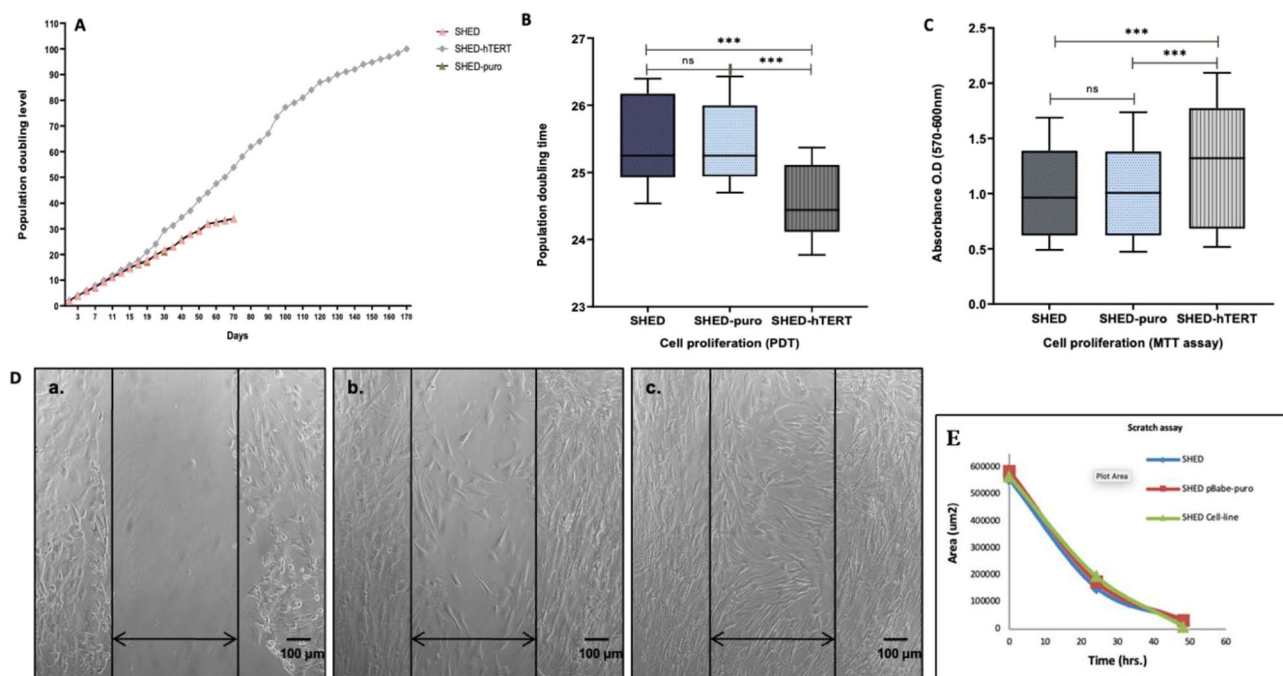 A
SHED
SHED-hTERT
SHED-puro
Population doubling level
110
100
90
80
70
60
50
40
30
20
10
0
3 7 11 15 19 30 40 50 60 70 80 90 100 110 120 130 140 150 160 170
Days
B
Population doubling time
27
26
25
24
23
***
ns
***
SHED SHED-puro SHED-hTERT
Cell proliferation (PDT)
C
Absorbance O.D (570-600nm)
2.5
2.0
1.5
1.0
0.5
0.0
***
***
ns
SHED SHED-puro SHED-hTERT
Cell proliferation (MTT assay)
D
a.
100 µm
b.
100 µm
c.
100 µm
E
Scratch assay
SHED
SHED pBabe-puro
SHED Cell-line
Plot Area
Area (um2)
600000
500000
400000
300000
200000
100000
0
0 10 20 30 40 50 60
Time (hrs.)